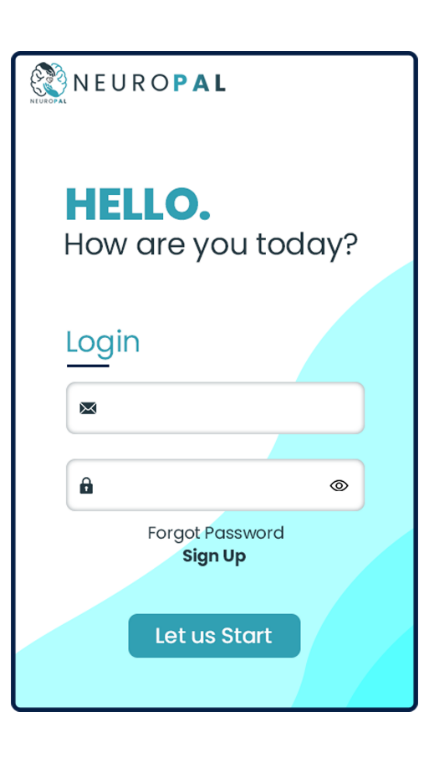 NEUROPAL
NEUROPAL
HELLO.
How are you today?
Login
Forgot Password
Sign Up
Let us Start